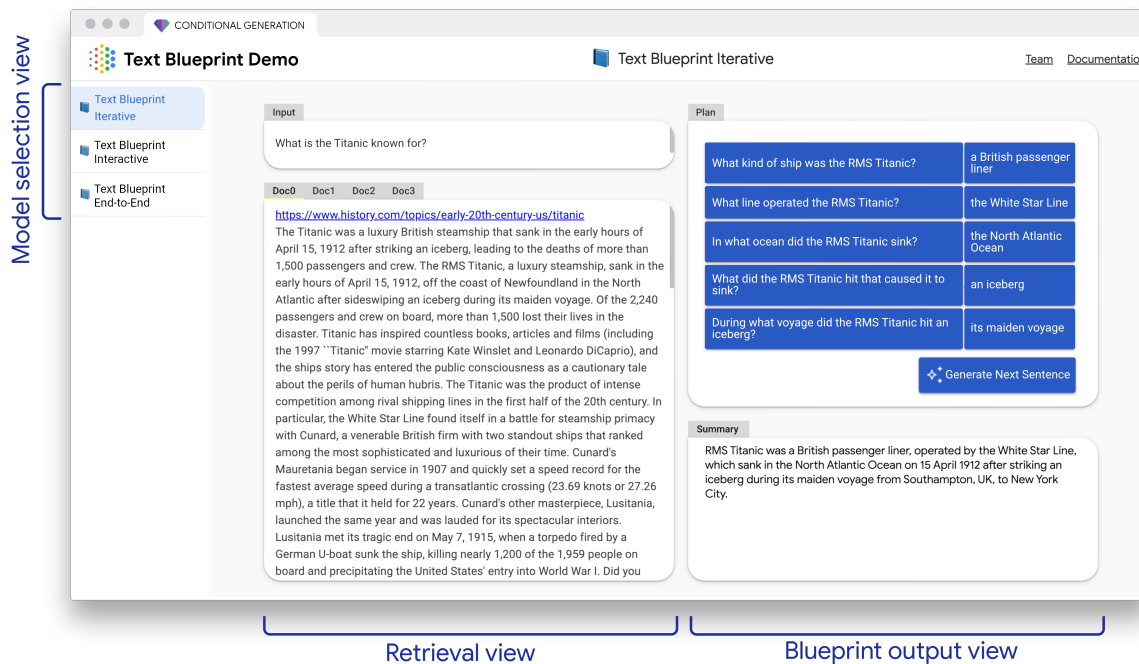 CONDITIONAL GENERATION
Text Blueprint Demo
Text Blueprint Iterative
Team
Documentatio
Model selection view
Text Blueprint
Iterative
Text Blueprint
Interactive
Text Blueprint
End-to-End
Input
What is the Titanic known for?
Doc0 Doc1 Doc2 Doc3
https://www.history.com/topics/early-20th-century-us/titanic
The Titanic was a luxury British steamship that sank in the early hours of
April 15, 1912 after striking an iceberg, leading to the deaths of more than
1,500 passengers and crew. The RMS Titanic, a luxury steamship, sank in the
early hours of April 15, 1912, off the coast of Newfoundland in the North
Atlantic after sideswiping an iceberg during its maiden voyage. Of the 2,240
passengers and crew on board, more than 1,500 lost their lives in the
disaster. Titanic has inspired countless books, articles and films (including
the 1997 ``Titanic" movie starring Kate Winslet and Leonardo DiCaprio), and
the ships story has entered the public consciousness as a cautionary tale
about the perils of human hubris. The Titanic was the product of intense
competition among rival shipping lines in the first half of the 20th century. In
particular, the White Star Line found itself in a battle for steamship primacy
with Cunard, a venerable British firm with two standout ships that ranked
among the most sophisticated and luxurious of their time. Cunard's
Mauretania began service in 1907 and quickly set a speed record for the
fastest average speed during a transatlantic crossing (23.69 knots or 27.26
mph), a title that it held for 22 years. Cunard's other masterpiece, Lusitania,
launched the same year and was lauded for its spectacular interiors.
Lusitania met its tragic end on May 7, 1915, when a torpedo fired by a
German U-boat sunk the ship, killing nearly 1,200 of the 1,959 people on
board and precipitating the United States' entry into World War I. Did you
Plan
What kind of ship was the RMS Titanic?
a British passenger
liner
What line operated the RMS Titanic?
the White Star Line
In what ocean did the RMS Titanic sink?
the North Atlantic
Ocean
What did the RMS Titanic hit that caused it to
sink?
an iceberg
During what voyage did the RMS Titanic hit an
iceberg?
its maiden voyage
Generate Next Sentence
Summary
RMS Titanic was a British passenger liner, operated by the White Star Line,
which sank in the North Atlantic Ocean on 15 April 1912 after striking an
iceberg during its maiden voyage from Southampton, UK, to New York
City.
Retrieval view
Blueprint output view